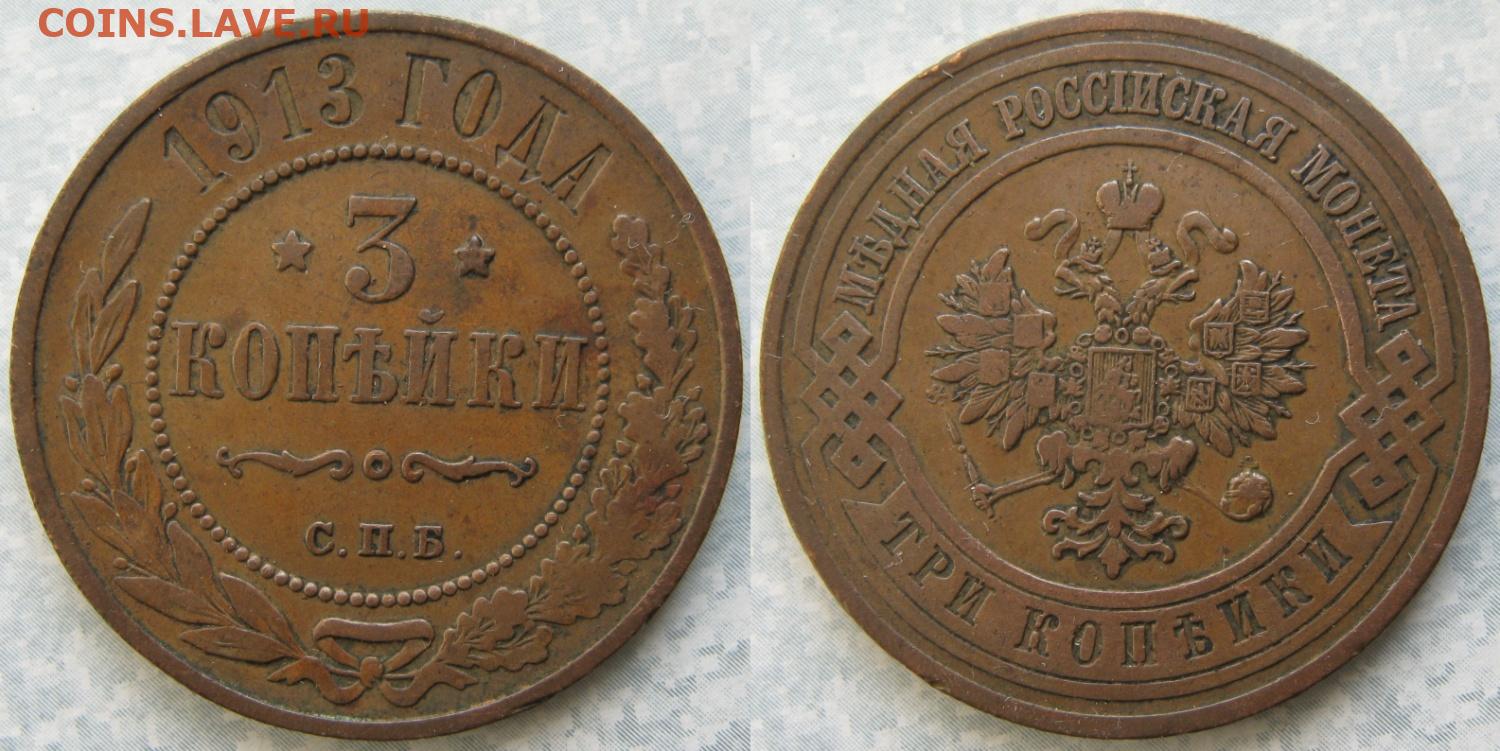 COINS.LAVE.RU
1913 ГОДА
3
КОПѢЙКИ
С.П.Б.
МѢДНАЯ РОССІЙСКАЯ МОНЕТА
ТРИ КОПѢЙКИ